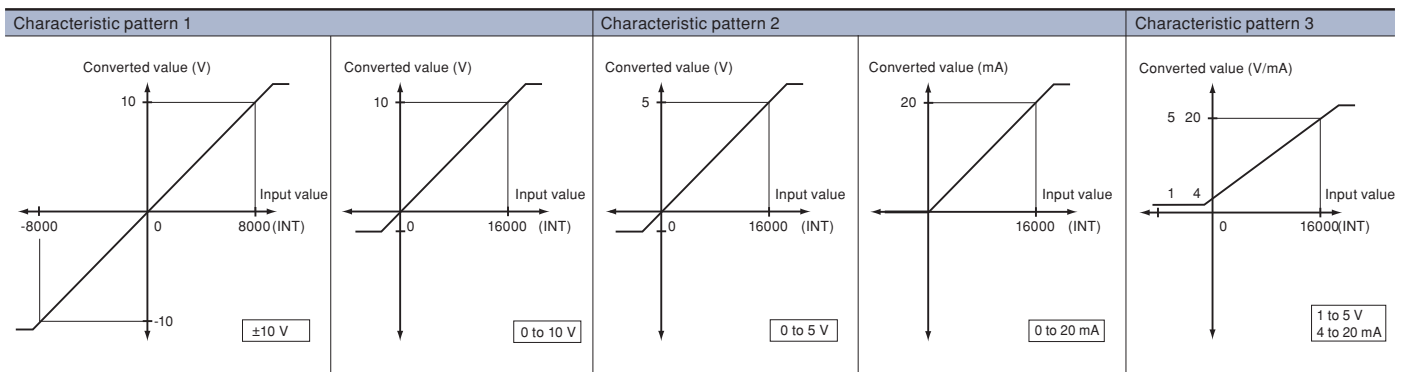 Characteristic pattern 1
Characteristic pattern 2
Characteristic pattern 3
Converted value (V)
10
Input value
-8000
0
8000(INT)
-10
±10 V
Converted value (V)
10
Input value
0
16000 (INT)
0 to 10 V
Converted value (V)
5
Input value
0
16000 (INT)
0 to 5 V
Converted value (mA)
20
Input value
16000 (INT)
0 to 20 mA
Converted value (V/mA)
5 20
1 4
Input value
0
16000(INT)
1 to 5 V
4 to 20 mA